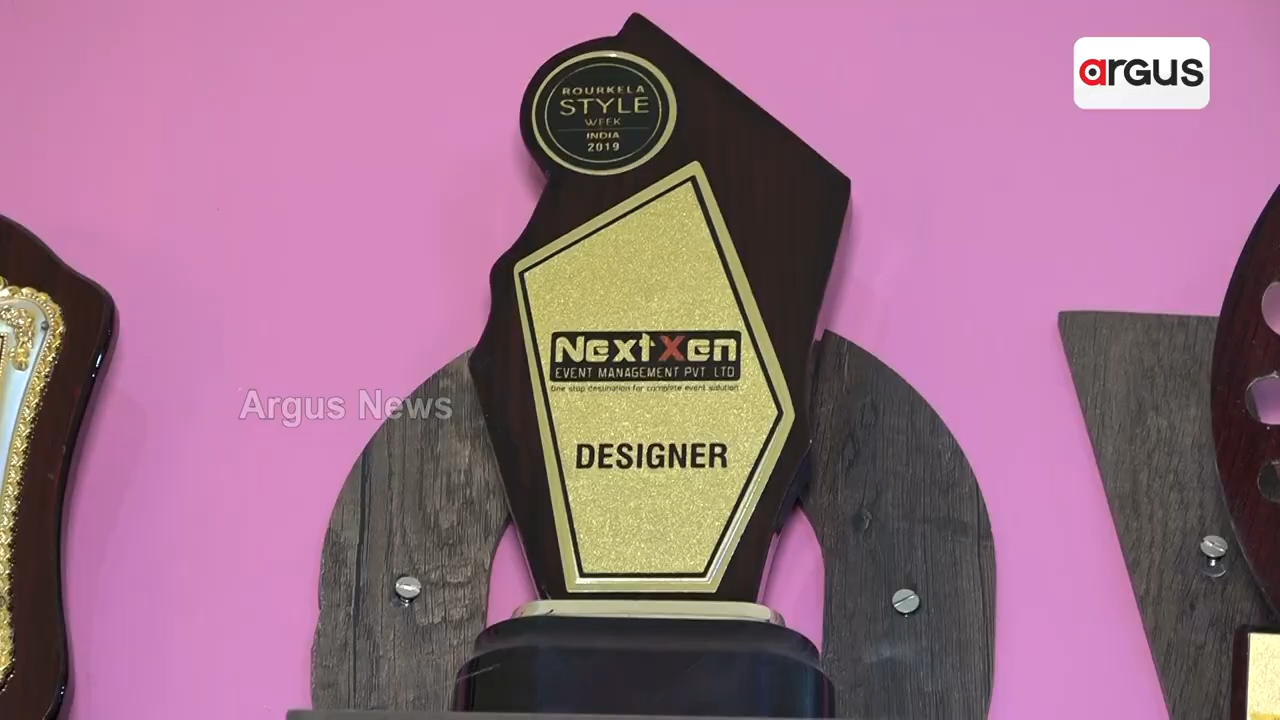 ROURKELA
STYLE
WEEK
INDIA
2019
argus
NextXen
EVENT MANAGEMENT PVT. LTD
One stop destination for complete event solution
Argus News
DESIGNER